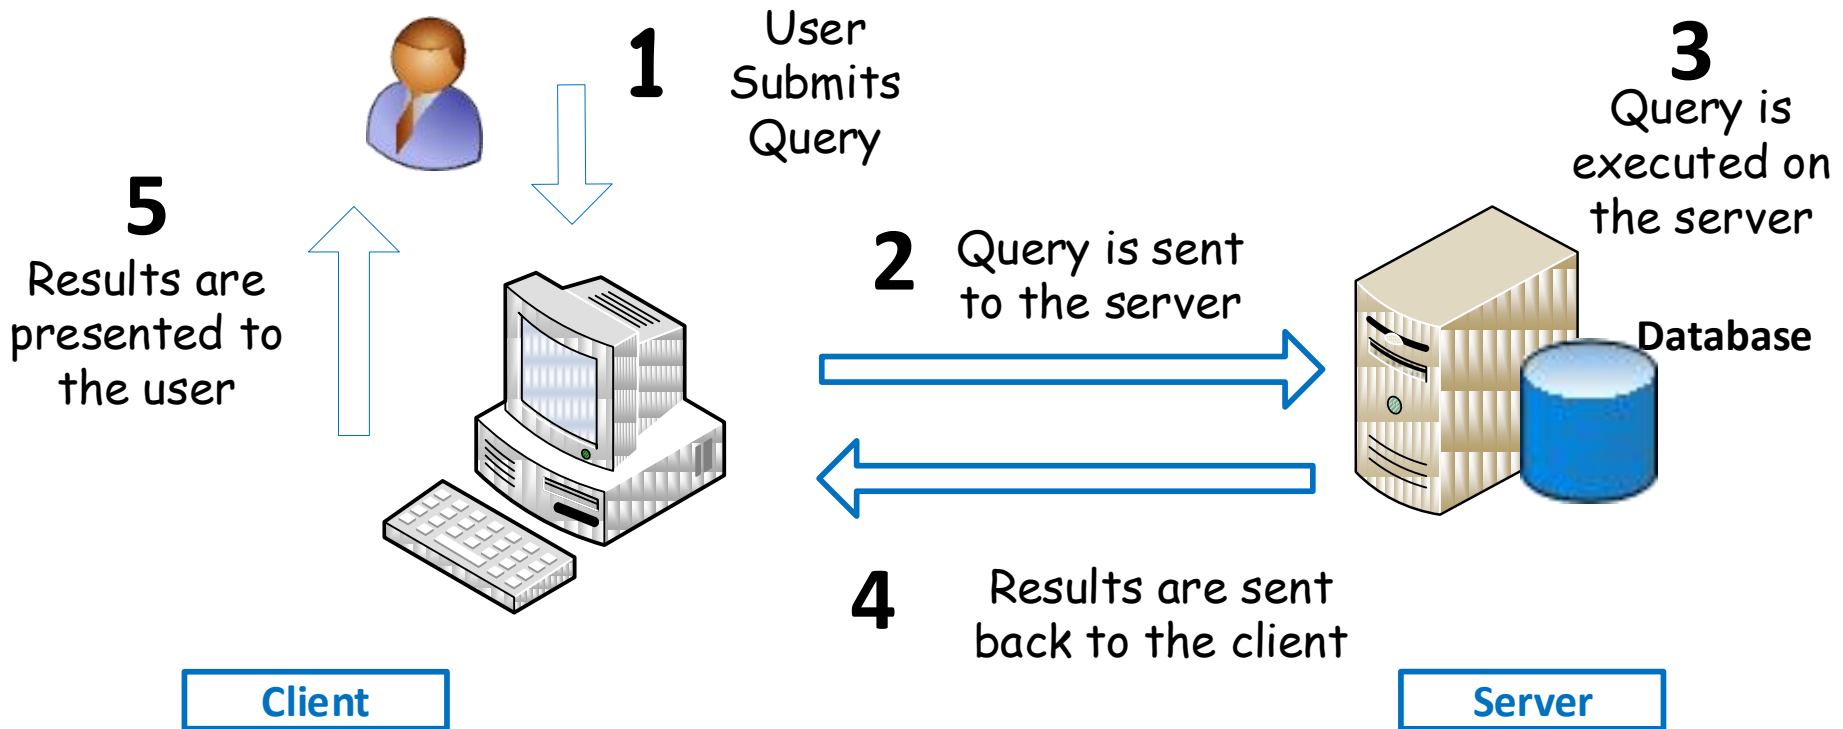 1
User
Submits
Query
2
Query is sent
to the server
3
Query is
executed on
the server
Database
4
Results are sent
back to the client
5
Results are
presented to
the user
Client
Server